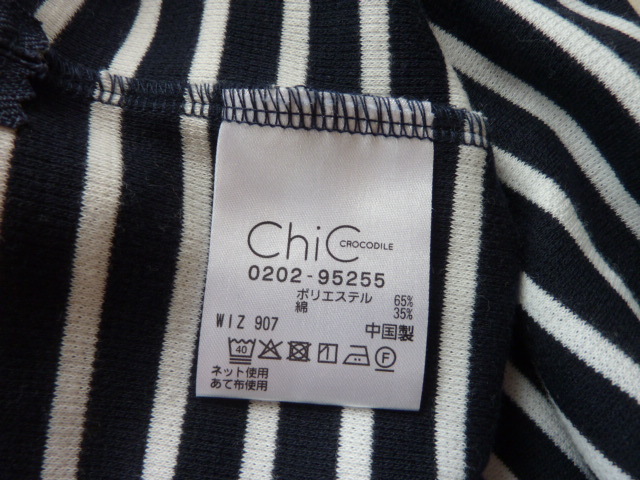 ChiC CROCODILE
0202-95255
ポリエステル 65%
綿 35%
WIZ 907 中国製
40 F
ネット使用
あて布使用